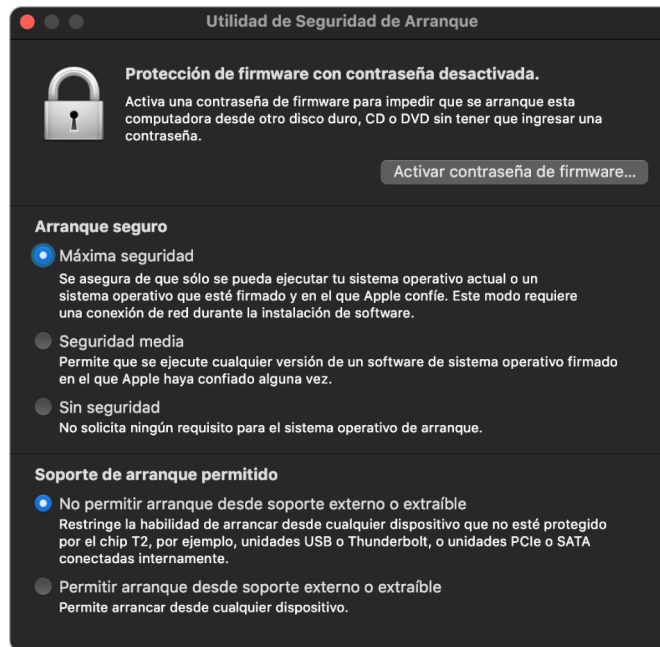 Utilidad de Seguridad de Arranque
Protección de firmware con contraseña desactivada.
Activa una contraseña de firmware para impedir que se arranque esta
computadora desde otro disco duro, CD o DVD sin tener que ingresar una
contraseña.
Activar contraseña de firmware...
Arranque seguro
Máxima seguridad
Se asegura de que sólo se pueda ejecutar tu sistema operativo actual o un
sistema operativo que esté firmado y en el que Apple confíe. Este modo requiere
una conexión de red durante la instalación de software.
Seguridad media
Permite que se ejecute cualquier versión de un software de sistema operativo firmado
en el que Apple haya confiado alguna vez.
Sin seguridad
No solicita ningún requisito para el sistema operativo de arranque.
Soporte de arranque permitido
No permitir arranque desde soporte externo o extraíble
Restringe la habilidad de arrancar desde cualquier dispositivo que no esté protegido
por el chip T2, por ejemplo, unidades USB o Thunderbolt, o unidades PCIe o SATA
conectadas internamente.
Permitir arranque desde soporte externo o extraíble
Permite arrancar desde cualquier dispositivo.